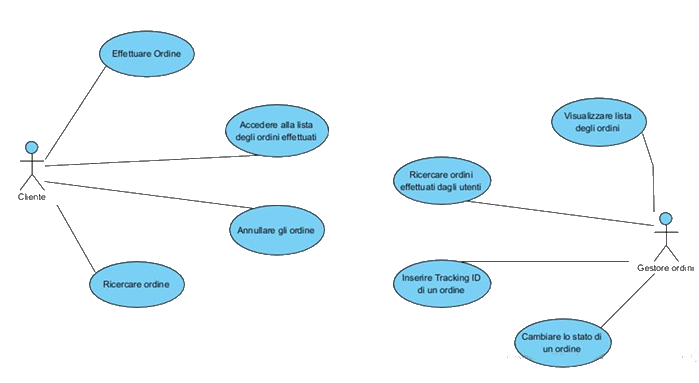 Effettuare Ordine
Accedere alla lista
degli ordini effettuati
Cliente
Annullare gli ordine
Ricercare ordine
Visualizzare lista
degli ordini
Ricercare ordini
effettuati dagli utenti
Gestore ordini
Inserire Tracking ID
di un ordine
Cambiare lo stato di
un ordine